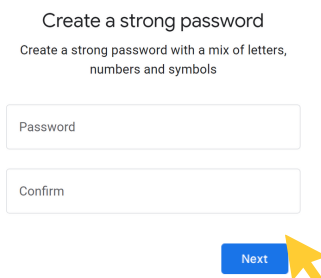 Create a strong password
Create a strong password with a mix of letters,
numbers and symbols
Password
Confirm
Next